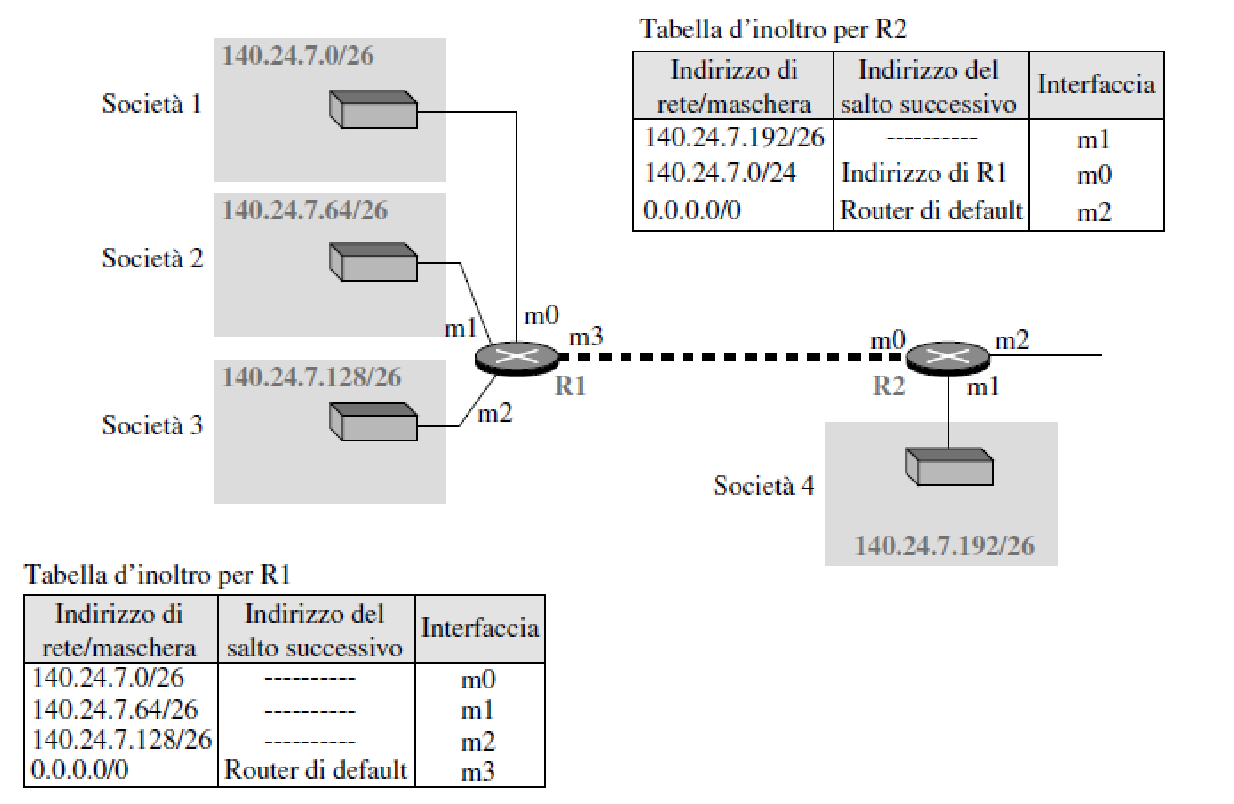 Tabella d’inoltro per R2
Indirizzo di rete/maschera Indirizzo del salto successivo Interfaccia
140.24.7.192/26 ---------- m1
140.24.7.0/24 Indirizzo di R1 m0
0.0.0.0/0 Router di default m2
140.24.7.0/26
Società 1
140.24.7.64/26
Società 2
140.24.7.128/26
Società 3
m1
m0
m3
m2
R1
m0
m2
R2
m1
Società 4
140.24.7.192/26
Tabella d’inoltro per R1
Indirizzo di rete/maschera Indirizzo del salto successivo Interfaccia
140.24.7.0/26 ---------- m0
140.24.7.64/26 ---------- m1
140.24.7.128/26 ---------- m2
0.0.0.0/0 Router di default m3